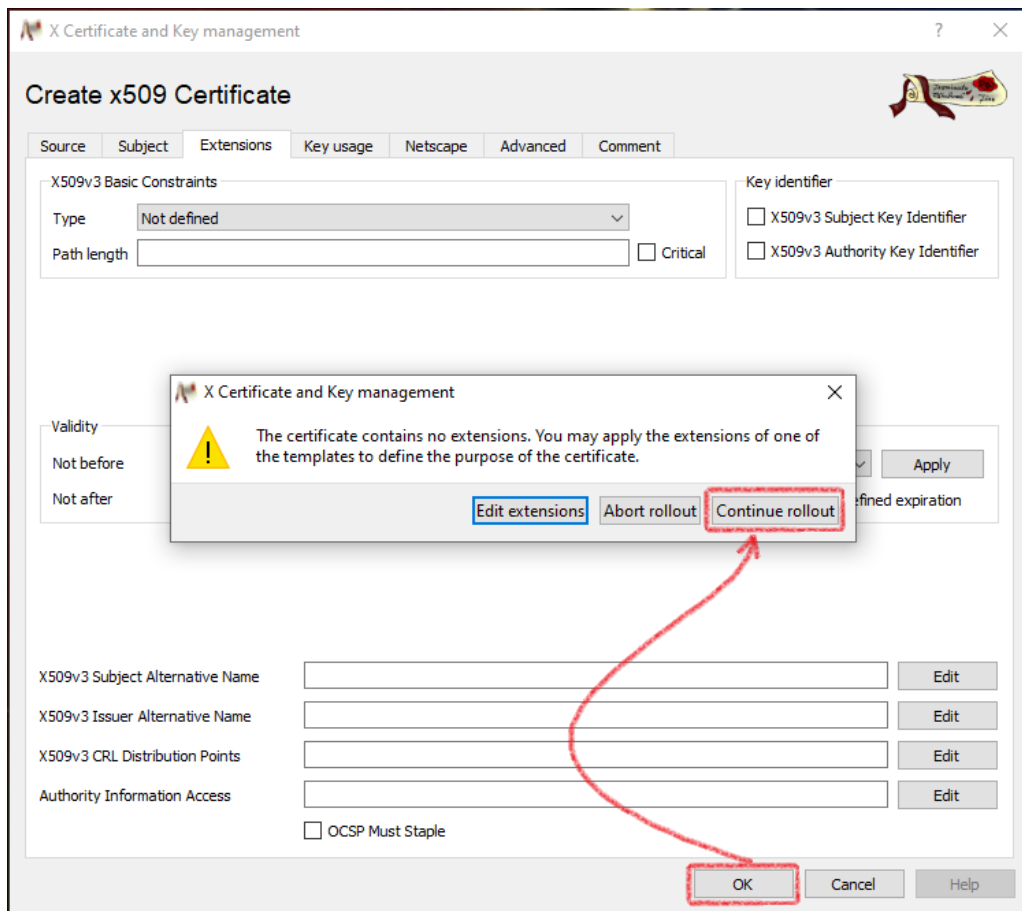 X Certificate and Key management
Create x509 Certificate
Source Subject Extensions Key usage Netscape Advanced Comment
X509v3 Basic Constraints
Type Not defined
Path length Critical
Key identifier
X509v3 Subject Key Identifier
X509v3 Authority Key Identifier
X Certificate and Key management
The certificate contains no extensions. You may apply the extensions of one of
the templates to define the purpose of the certificate.
Edit extensions Abort rollout Continue rollout
Validity
Not before
Not after
Apply
efined expiration
X509v3 Subject Alternative Name Edit
X509v3 Issuer Alternative Name Edit
X509v3 CRL Distribution Points Edit
Authority Information Access Edit
OCSP Must Staple
OK Cancel Help